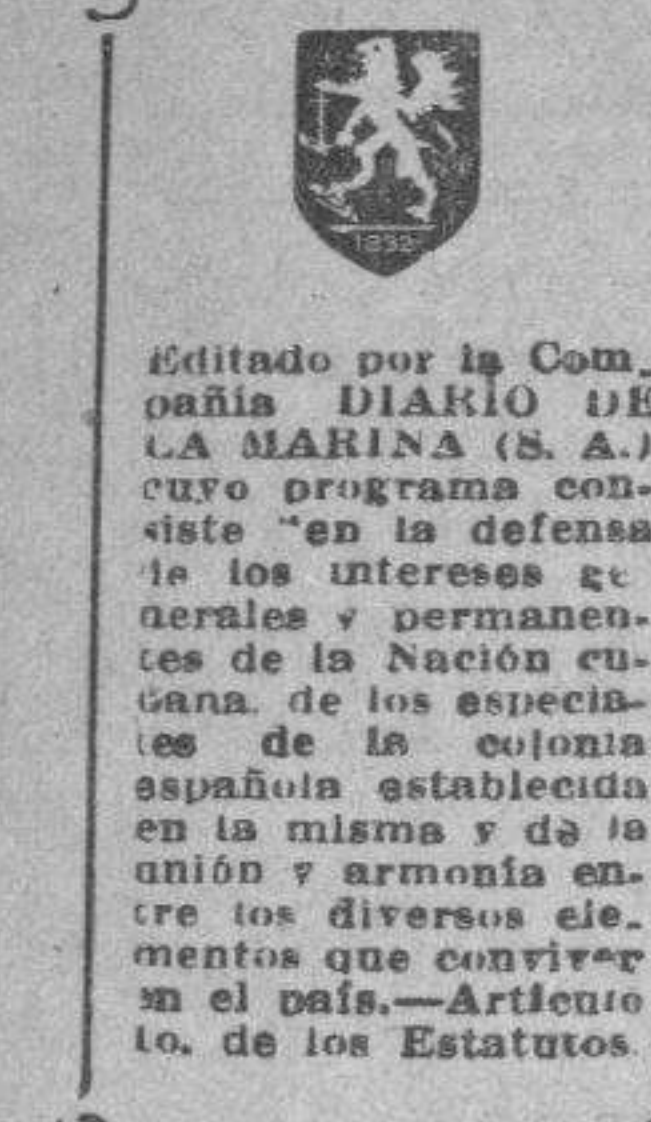 1832
Editado por la Com-
pañía DIARIO DE
LA MARINA (S. A.)
cuyo programa con-
siste "en la defensa
de los intereses ge
nerales y permanen-
tes de la Nación cu-
bana, de los especia-
les de la colonia
española establecida
en la misma y de la
unión y armonía en-
tre los diversos ele-
mentos que conviven
en el país.—Artículo
1o. de los Estatutos.